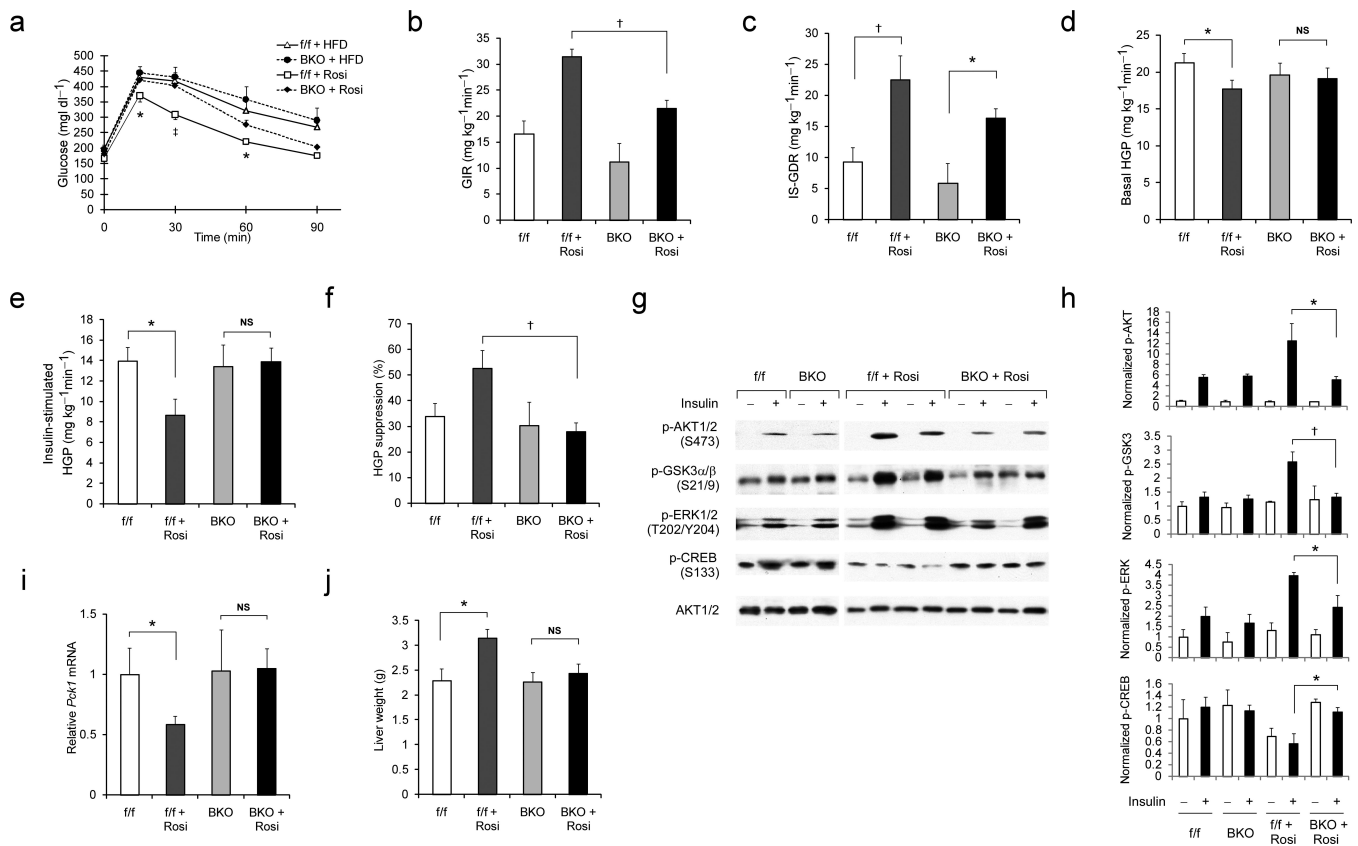 a
Glucose (mgl dl⁻¹)
500
450
400
350
300
250
200
150
100
50
0
0
30
60
90
Time (min)
f/f + HFD
BKO + HFD
f/f + Rosi
BKO + Rosi
*
‡
*
b
GIR
(mg kg⁻¹min⁻¹)
35
30
25
20
15
10
5
0
†
f/f
f/f +
Rosi
BKO
BKO +
Rosi
c
IS-GDR
(mg kg⁻¹min⁻¹)
30
25
20
15
10
5
0
†
*
f/f
f/f +
Rosi
BKO
BKO +
Rosi
d
Basal HGP
(mg kg⁻¹min⁻¹)
25
20
15
10
5
0
*
NS
f/f
f/f +
Rosi
BKO
BKO +
Rosi
e
Insulin-stimulated
HGP (mg kg⁻¹min⁻¹)
18
16
14
12
10
8
6
4
2
0
*
NS
f/f
f/f +
Rosi
BKO
BKO +
Rosi
f
HGP suppression (%)
70
60
50
40
30
20
10
0
†
f/f
f/f +
Rosi
BKO
BKO +
Rosi
g
f/f BKO f/f + Rosi BKO + Rosi
Insulin – + – + – + – + – + – +
p-AKT1/2
(S473)
p-GSK3α/β
(S21/9)
p-ERK1/2
(T202/Y204)
p-CREB
(S133)
AKT1/2
h
Normalized p-AKT
16
14
12
10
8
6
4
2
0
*
Normalized p-GSK3
3.5
3
2.5
2
1.5
1
0.5
0
†
Normalized p-ERK
4.5
4
3.5
3
2.5
2
1.5
1
0.5
0
*
Normalized p-CREB
1.6
1.4
1.2
1.0
0.8
0.6
0.4
0.2
0
*
Insulin – + – + – + – +
f/f
BKO
f/f +
Rosi
BKO +
Rosi
i
Relative Pck1 mRNA
1.5
1
0.5
0
*
NS
f/f
f/f +
Rosi
BKO
BKO +
Rosi
j
Liver weight (g)
4
3.5
3
2.5
2
1.5
1
0.5
0
*
NS
f/f
f/f +
Rosi
BKO
BKO +
Rosi